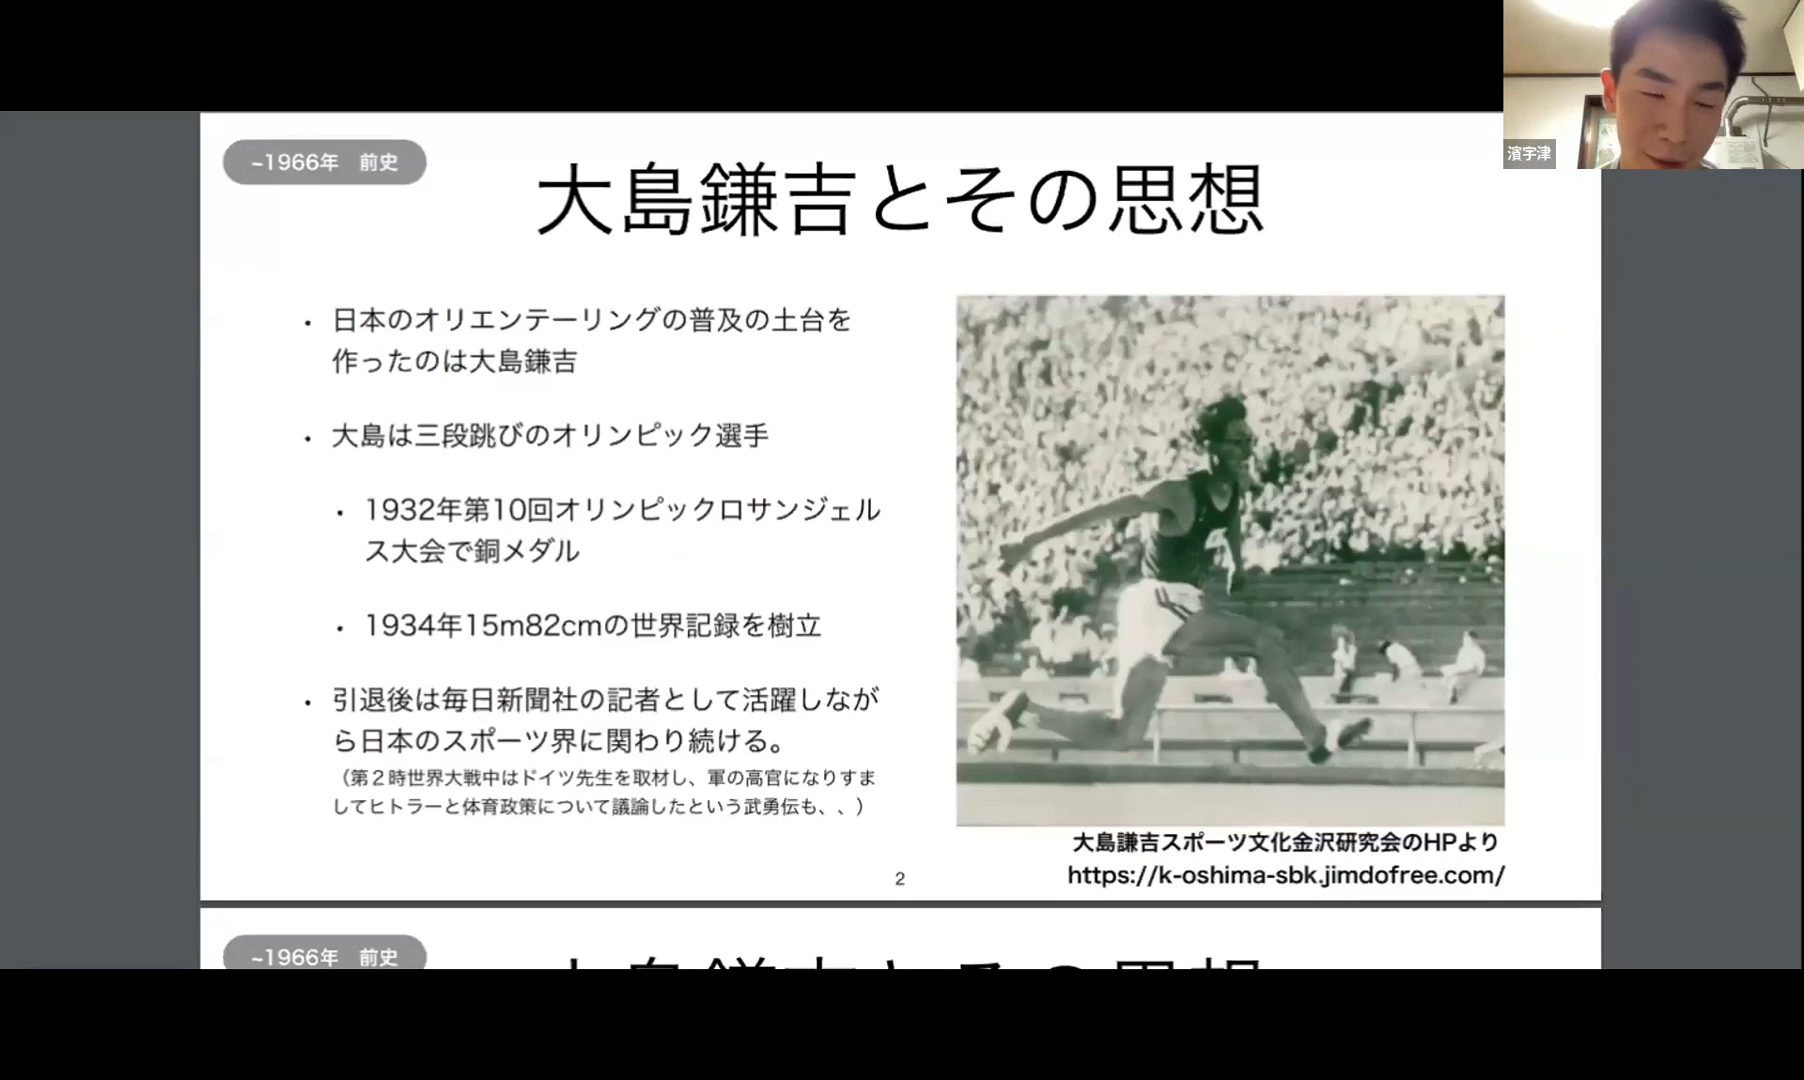 ~1966年　前史
大島鎌吉とその思想
濱宇津
・日本のオリエンテーリングの普及の土台を
作ったのは大島鎌吉
・大島は三段跳びのオリンピック選手
・1932年第10回オリンピックロサンジェル
ス大会で銅メダル
・1934年15m82cmの世界記録を樹立
・引退後は毎日新聞社の記者として活躍しなが
ら日本のスポーツ界に関わり続ける。
（第２時世界大戦中はドイツ先生を取材し、軍の高官になりすま
してヒトラーと体育政策について議論したという武勇伝も、、）
大島謙吉スポーツ文化金沢研究会のHPより
https://k-oshima-sbk.jimdofree.com/
2
~1966年　前史
大島鎌吉とその思想